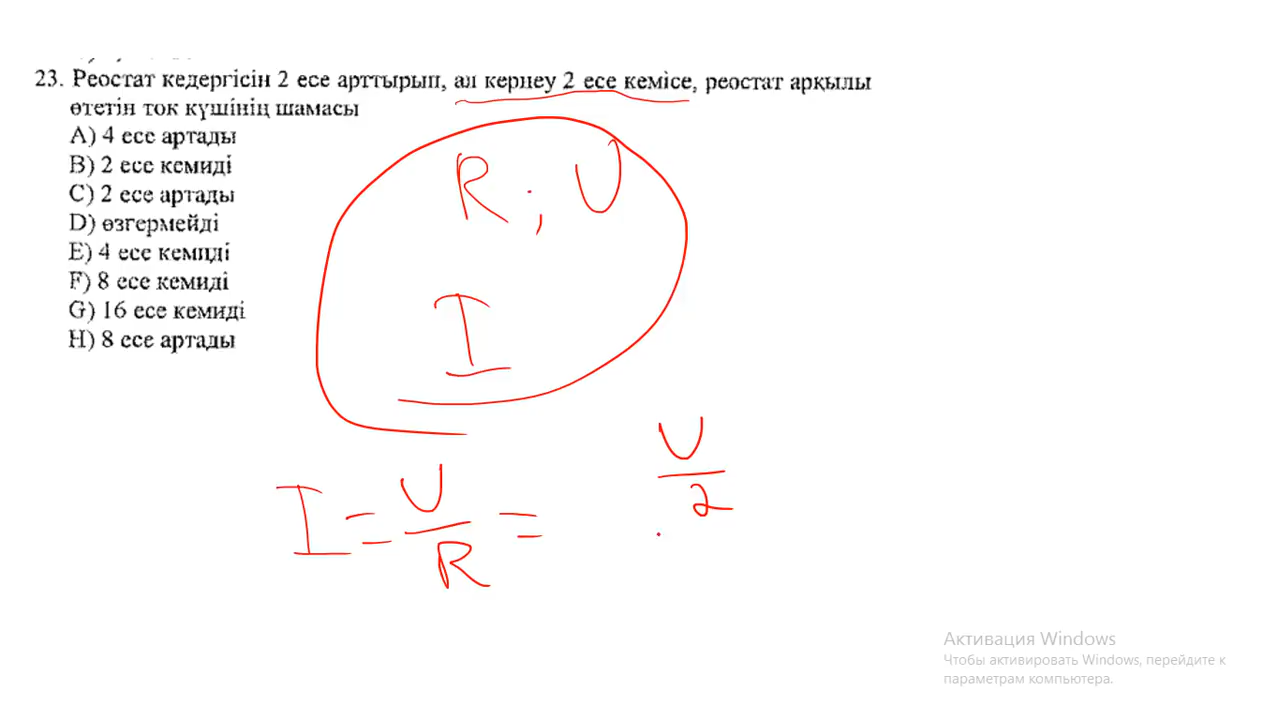 23. Реостат кедергісін 2 есе арттырып, ал кернеу 2 есе кемісе, реостат арқылы
өтетін ток күшінің шамасы
A) 4 есе артады
B) 2 есе кемиді
C) 2 есе артады
D) өзгермейді
E) 4 есе кемиді
F) 8 есе кемиді
G) 16 есе кемиді
H) 8 есе артады
R ; U
I
I = U/R = U/2
Активация Windows
Чтобы активировать Windows, перейдите к
параметрам компьютера.